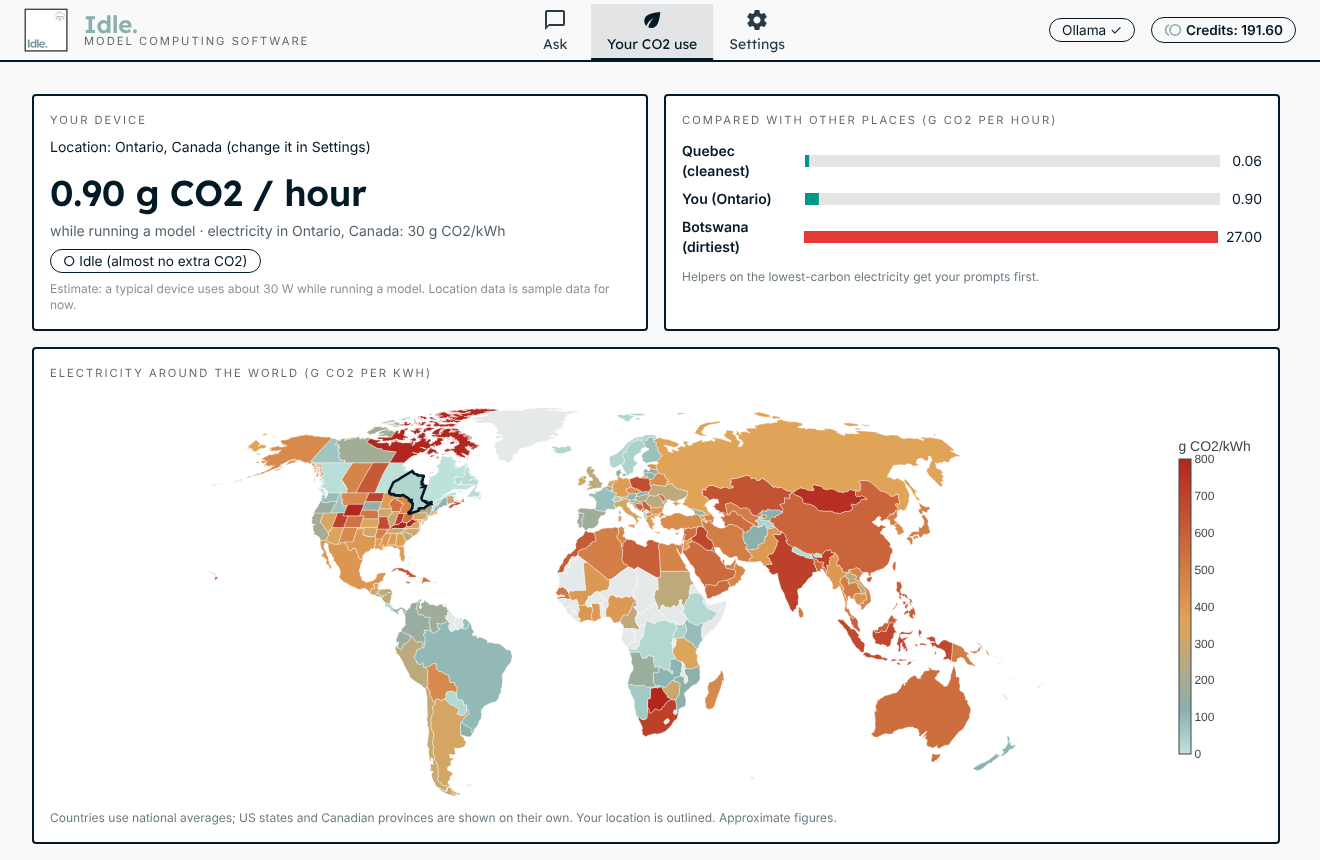 Idle.
Idle.
MODEL COMPUTING SOFTWARE
Ask
Your CO2 use
Settings
Ollama ✓
Credits: 191.60
YOUR DEVICE
Location: Ontario, Canada (change it in Settings)
0.90 g CO2 / hour
while running a model · electricity in Ontario, Canada: 30 g CO2/kWh
Idle (almost no extra CO2)
Estimate: a typical device uses about 30 W while running a model. Location data is sample data for
now.
COMPARED WITH OTHER PLACES (G CO2 PER HOUR)
Quebec
(cleanest)
0.06
You (Ontario)
0.90
Botswana
(dirtiest)
27.00
Helpers on the lowest-carbon electricity get your prompts first.
ELECTRICITY AROUND THE WORLD (G CO2 PER KWH)
g CO2/kWh
800
700
600
500
400
300
200
100
0
Countries use national averages; US states and Canadian provinces are shown on their own. Your location is outlined. Approximate figures.